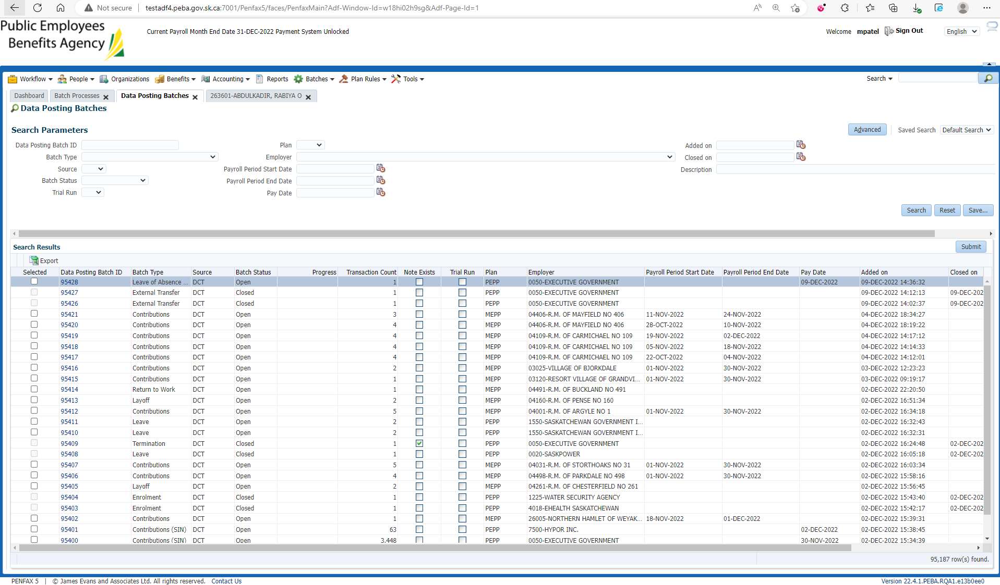 Not secure | testadf4.peba.gov.sk.ca:7001/Penfax5/faces/PenfaxMain?Adf-Window-Id=w18hi02h9sg&Adf-Page-Id=1
Public Employees
Benefits Agency
Current Payroll Month End Date 31-DEC-2022 Payment System Unlocked
Welcome mpatel Sign Out English
Workflow People Organizations Benefits Accounting Reports Batches Plan Rules Tools Search
Dashboard Batch Processes Data Posting Batches 263601-ABDULKADIR, RABIYA O
Data Posting Batches
Search Parameters Advanced Saved Search Default Search
Data Posting Batch ID Plan Added on
Batch Type Employer Closed on
Source Payroll Period Start Date Description
Batch Status Payroll Period End Date
Trial Run Pay Date
Search Reset Save...
Search Results Submit
Export
Selected Data Posting Batch ID Batch Type Source Batch Status Progress Transaction Count Note Exists Trial Run Plan Employer Payroll Period Start Date Payroll Period End Date Pay Date Added on Closed on
95428 Leave of Absence ... DCT Open 1 PEPP 0050-EXECUTIVE GOVERNMENT 09-DEC-2022 09-DEC-2022 14:36:32
95427 External Transfer DCT Closed 1 PEPP 0050-EXECUTIVE GOVERNMENT 09-DEC-2022 14:12:13 09-DEC-202
95426 External Transfer DCT Closed 1 PEPP 0050-EXECUTIVE GOVERNMENT 09-DEC-2022 14:02:37 09-DEC-202
95421 Contributions DCT Open 3 MEPP 04406-R.M. OF MAYFIELD NO 406 11-NOV-2022 24-NOV-2022 04-DEC-2022 18:34:27
95420 Contributions DCT Open 4 MEPP 04406-R.M. OF MAYFIELD NO 406 28-OCT-2022 10-NOV-2022 04-DEC-2022 18:19:22
95419 Contributions DCT Open 4 MEPP 04109-R.M. OF CARMICHAEL NO 109 19-NOV-2022 02-DEC-2022 04-DEC-2022 14:17:12
95418 Contributions DCT Open 4 MEPP 04109-R.M. OF CARMICHAEL NO 109 05-NOV-2022 18-NOV-2022 04-DEC-2022 14:14:33
95417 Contributions DCT Open 4 MEPP 04109-R.M. OF CARMICHAEL NO 109 22-OCT-2022 04-NOV-2022 04-DEC-2022 14:12:01
95416 Contributions DCT Open 2 MEPP 03025-VILLAGE OF BJORKDALE 01-NOV-2022 30-NOV-2022 03-DEC-2022 12:23:23
95415 Contributions DCT Open 1 MEPP 03120-RESORT VILLAGE OF GRANDVI... 01-NOV-2022 30-NOV-2022 03-DEC-2022 09:19:17
95414 Return to Work DCT Open 1 MEPP 04491-R.M. OF BUCKLAND NO 491 02-DEC-2022 22:20:50
95413 Layoff DCT Open 2 MEPP 04160-R.M. OF PENSE NO 160 02-DEC-2022 16:51:34
95412 Contributions DCT Open 5 MEPP 04001-R.M. OF ARGYLE NO 1 01-NOV-2022 30-NOV-2022 02-DEC-2022 16:34:18
95411 Leave DCT Open 2 PEPP 1550-SASKATCHEWAN GOVERNMENT I... 02-DEC-2022 16:32:43
95410 Leave DCT Open 2 PEPP 1550-SASKATCHEWAN GOVERNMENT I... 02-DEC-2022 16:32:31
95409 Termination DCT Closed 1 PEPP 0050-EXECUTIVE GOVERNMENT 02-DEC-2022 16:24:48 02-DEC-202
95408 Leave DCT Closed 1 PEPP 0020-SASKPOWER 02-DEC-2022 16:05:18 02-DEC-202
95407 Contributions DCT Open 5 MEPP 04031-R.M. OF STORTHOAKS NO 31 01-NOV-2022 30-NOV-2022 02-DEC-2022 16:03:34
95406 Contributions DCT Open 4 MEPP 04498-R.M. OF PARKDALE NO 498 01-NOV-2022 30-NOV-2022 02-DEC-2022 15:58:16
95405 Layoff DCT Open 2 MEPP 04261-R.M. OF CHESTERFIELD NO 261 02-DEC-2022 15:56:45
95404 Enrolment DCT Closed 1 PEPP 1225-WATER SECURITY AGENCY 02-DEC-2022 15:43:40 02-DEC-202
95403 Enrolment DCT Closed 1 PEPP 4018-EHEALTH SASKATCHEWAN 02-DEC-2022 15:42:17 02-DEC-202
95402 Contributions DCT Open 1 MEPP 26005-NORTHERN HAMLET OF WEYAK... 18-NOV-2022 01-DEC-2022 02-DEC-2022 15:39:31
95401 Contributions (SIN) DCT Open 63 PEPP 7500-HYPOR INC. 02-DEC-2022 02-DEC-2022 15:38:45
95400 Contributions (SIN) DCT Open 3.448 PEPP 0050-EXECUTIVE GOVERNMENT 30-NOV-2022 02-DEC-2022 15:34:39
95,187 row(s) found.
PENFAX 5 | © James Evans and Associates Ltd. All rights reserved. Contact Us Version 22.4.1.PEBA.RQA1.e13b0ee0